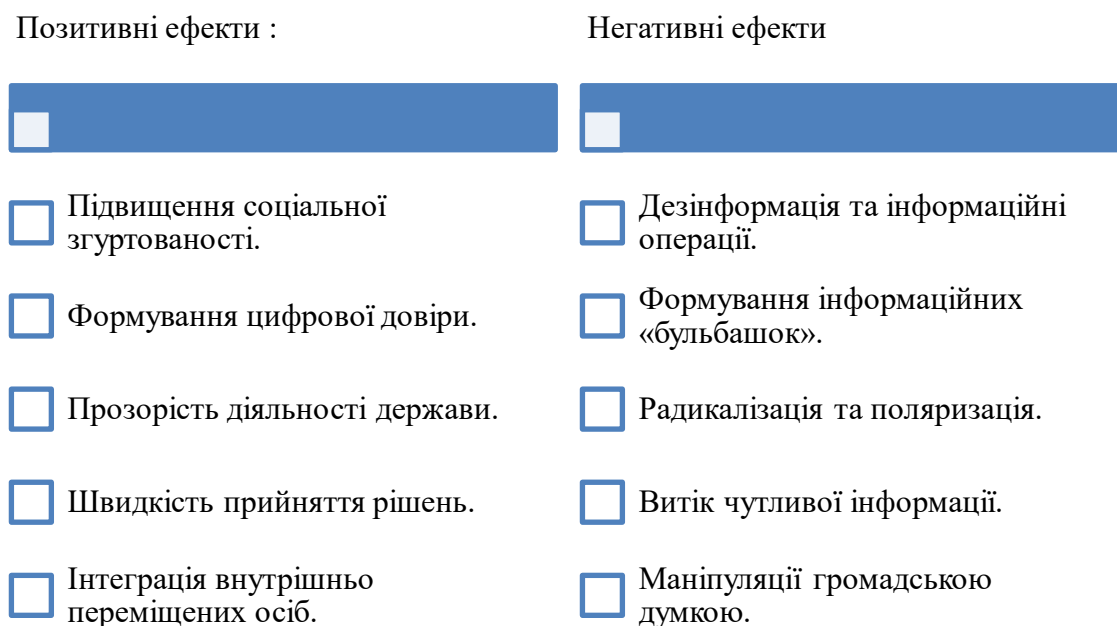 Позитивні ефекти :
Підвищення соціальної
згуртованості.
Формування цифрової довіри.
Прозорість діяльності держави.
Швидкість прийняття рішень.
Інтеграція внутрішньо
переміщених осіб.
Негативні ефекти
Дезінформація та інформаційні
операції.
Формування інформаційних
«бульбашок».
Радикалізація та поляризація.
Витік чутливої інформації.
Маніпуляції громадською
думкою.